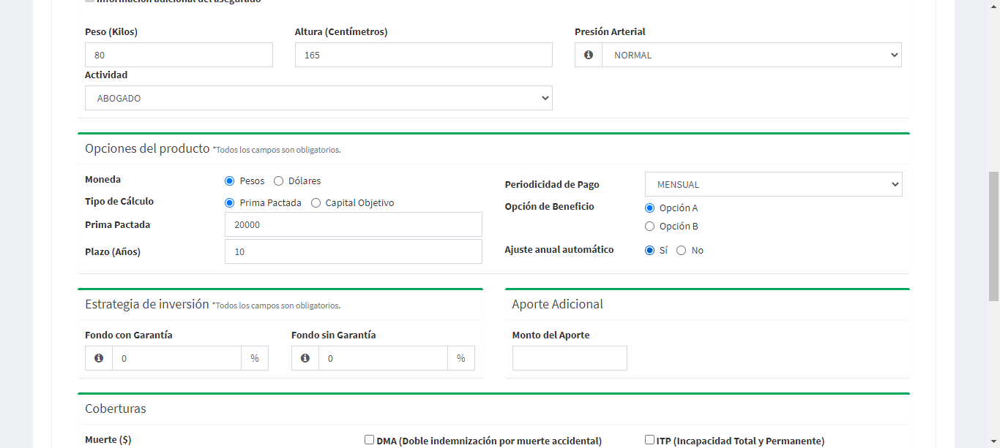 Información adicional del asegurado
Peso (Kilos) Altura (Centímetros) Presión Arterial
80 165 NORMAL
Actividad
ABOGADO
Opciones del producto *Todos los campos son obligatorios.
Moneda Pesos Dólares Periodicidad de Pago MENSUAL
Tipo de Cálculo Prima Pactada Capital Objetivo Opción de Beneficio Opción A
Prima Pactada 20000 Opción B
Plazo (Años) 10 Ajuste anual automático Sí No
Estrategia de inversión *Todos los campos son obligatorios. Aporte Adicional
Fondo con Garantía Fondo sin Garantía Monto del Aporte
0 % 0 %
Coberturas
Muerte ($) DMA (Doble indemnización por muerte accidental) ITP (Incapacidad Total y Permanente)